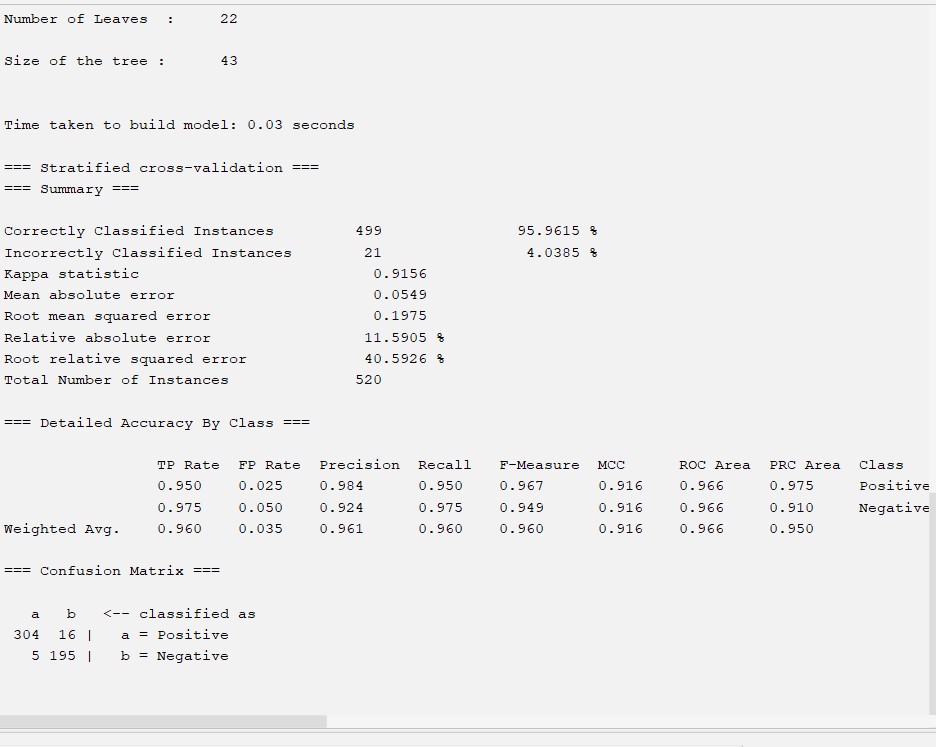 Number of Leaves  :     22
Size of the tree :      43
Time taken to build model: 0.03 seconds
=== Stratified cross-validation ===
=== Summary ===
Correctly Classified Instances         499               95.9615 %
Incorrectly Classified Instances        21                4.0385 %
Kappa statistic                          0.9156
Mean absolute error                      0.0549
Root mean squared error                  0.1975
Relative absolute error                 11.5905 %
Root relative squared error             40.5926 %
Total Number of Instances              520
=== Detailed Accuracy By Class ===
TP Rate  FP Rate  Precision  Recall   F-Measure  MCC      ROC Area  PRC Area  Class
0.950    0.025    0.984      0.950    0.967      0.916    0.966     0.975     Positive
0.975    0.050    0.924      0.975    0.949      0.916    0.966     0.910     Negative
Weighted Avg.    0.960    0.035    0.961      0.960    0.960      0.916    0.966     0.950
=== Confusion Matrix ===
a   b   <-- classified as
304  16 |   a = Positive
5 195 |   b = Negative